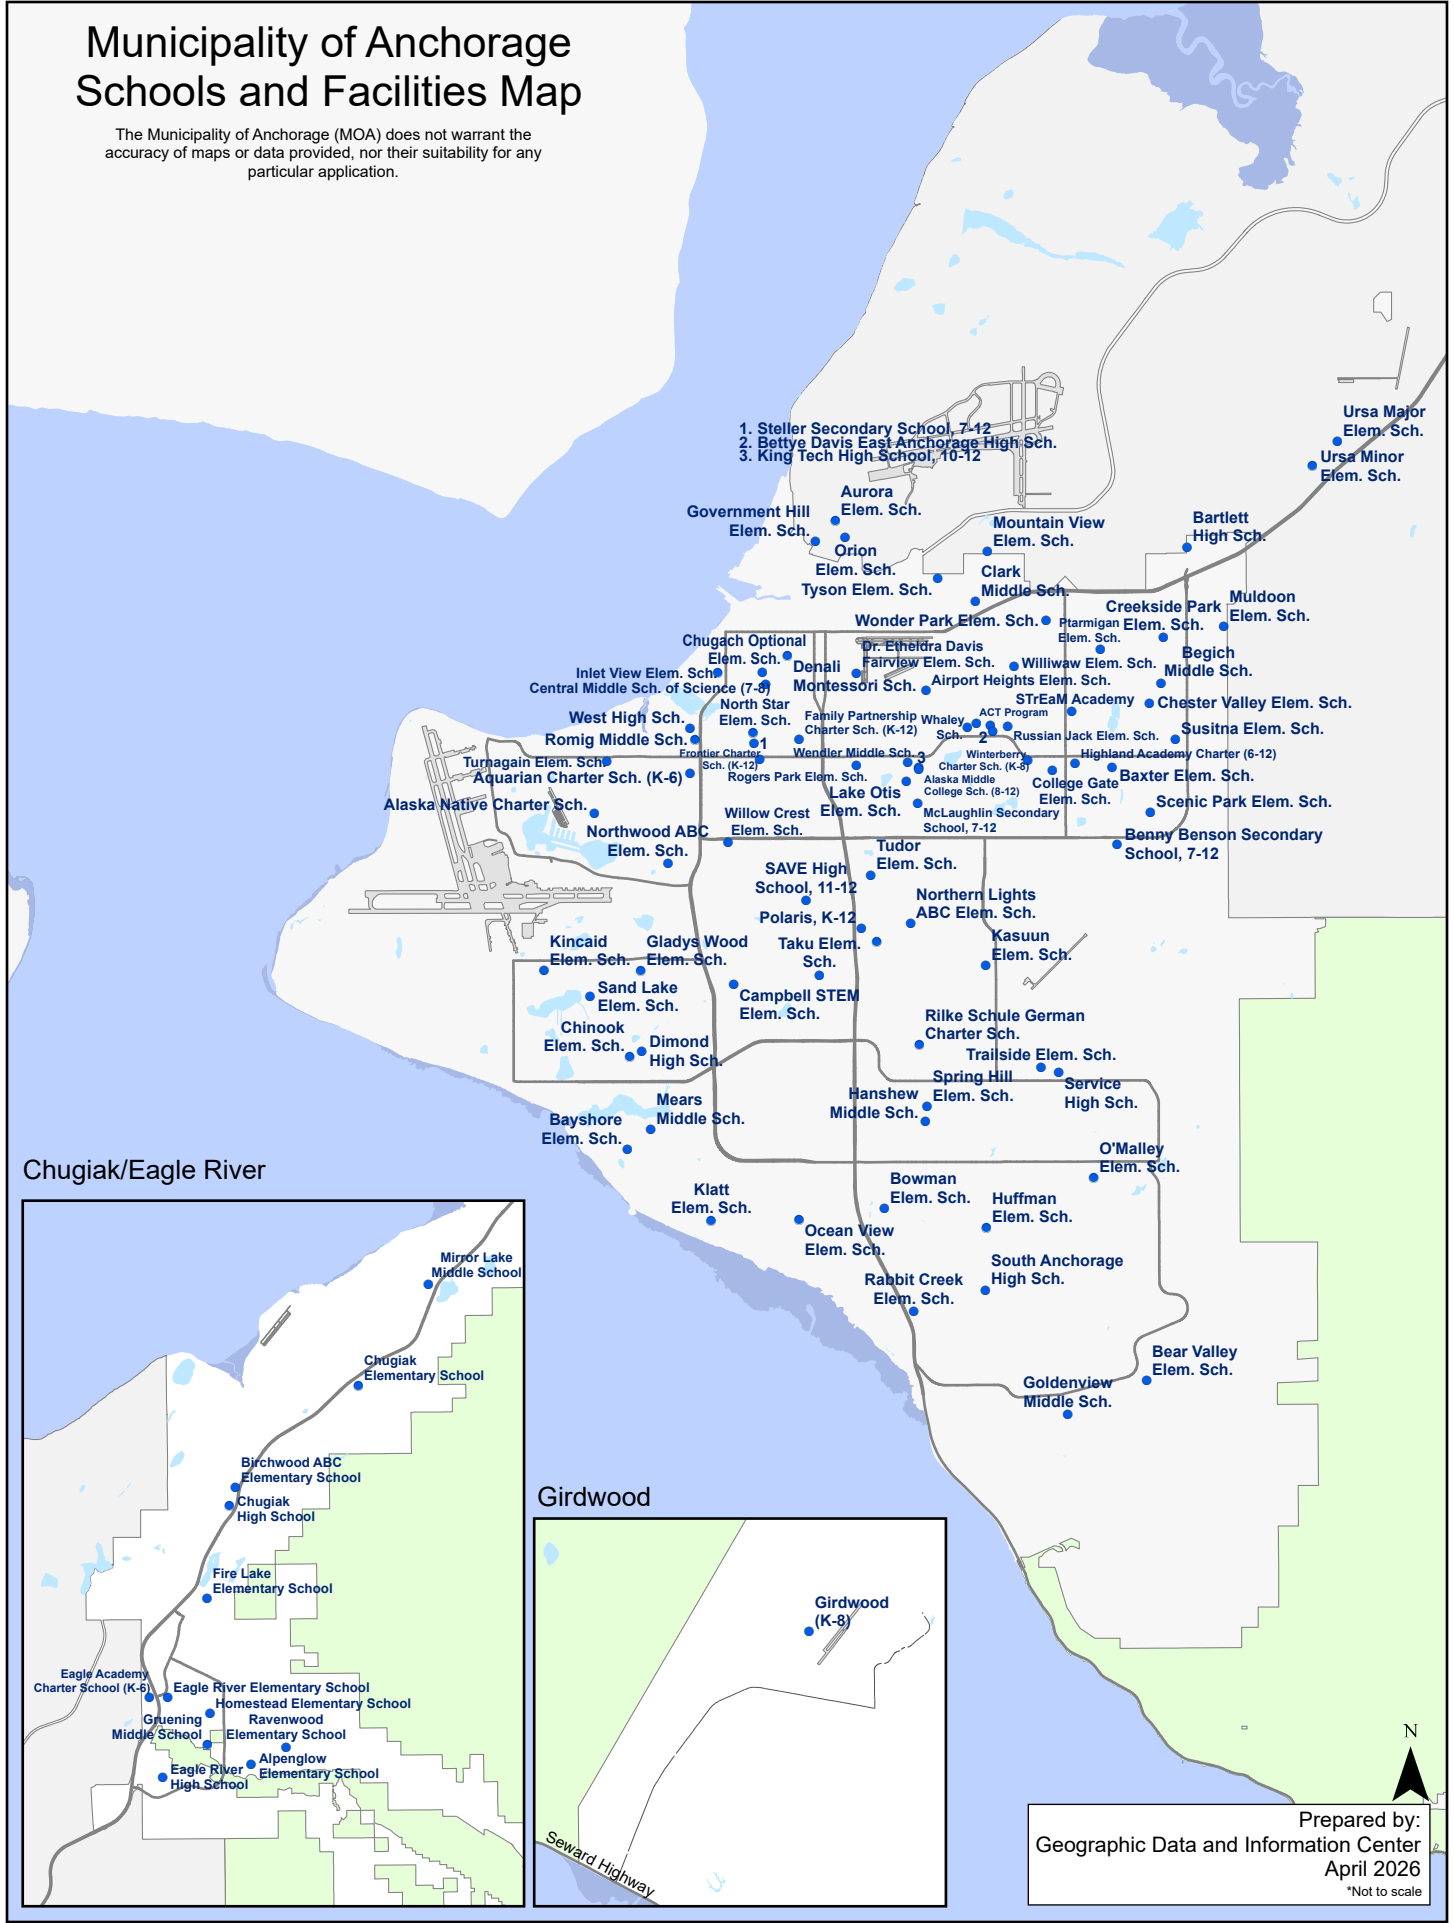 Municipality of Anchorage
Schools and Facilities Map
The Municipality of Anchorage (MOA) does not warrant the
accuracy of maps or data provided, nor their suitability for any
particular application.
1. Steller Secondary School, 7-12
2. Bettye Davis East Anchorage High Sch.
3. King Tech High School, 10-12
Ursa Major
Elem. Sch.
Ursa Minor
Elem. Sch.
Aurora
Elem. Sch.
Government Hill
Elem. Sch.
Orion
Elem. Sch.
Mountain View
Elem. Sch.
Bartlett
High Sch.
Tyson Elem. Sch.
Clark
Middle Sch.
Wonder Park Elem. Sch.
Ptarmigan
Elem. Sch.
Creekside Park
Elem. Sch.
Muldoon
Elem. Sch.
Chugach Optional
Elem. Sch.
Inlet View Elem. Sch.
Central Middle Sch. of Science (7-8)
Denali
Montessori Sch.
Dr. Etheldra Davis
Fairview Elem. Sch.
Williwaw Elem. Sch.
Airport Heights Elem. Sch.
Begich
Middle Sch.
STrEaM Academy
Chester Valley Elem. Sch.
North Star
Elem. Sch.
West High Sch.
Romig Middle Sch.
1
Family Partnership
Charter Sch. (K-12)
Whaley
Sch.
ACT Program
2
Russian Jack Elem. Sch.
Susitna Elem. Sch.
Turnagain Elem. Sch.
Frontier Charter
Sch. (K-12)
Wendler Middle Sch.
3
Winterberry
Charter Sch. (K-8)
Highland Academy Charter (6-12)
Aquarian Charter Sch. (K-6)
Rogers Park Elem. Sch.
Alaska Middle
College Sch. (8-12)
College Gate
Elem. Sch.
Baxter Elem. Sch.
Lake Otis
Elem. Sch.
Alaska Native Charter Sch.
Scenic Park Elem. Sch.
Willow Crest
Elem. Sch.
McLaughlin Secondary
School, 7-12
Northwood ABC
Elem. Sch.
Benny Benson Secondary
School, 7-12
Tudor
Elem. Sch.
SAVE High
School, 11-12
Northern Lights
ABC Elem. Sch.
Polaris, K-12
Taku Elem.
Sch.
Kasuun
Elem. Sch.
Kincaid
Elem. Sch.
Gladys Wood
Elem. Sch.
Sand Lake
Elem. Sch.
Campbell STEM
Elem. Sch.
Chinook
Elem. Sch.
Dimond
High Sch.
Rilke Schule German
Charter Sch.
Trailside Elem. Sch.
Spring Hill
Elem. Sch.
Service
High Sch.
Hanshew
Middle Sch.
Mears
Middle Sch.
Bayshore
Elem. Sch.
O'Malley
Elem. Sch.
Klatt
Elem. Sch.
Bowman
Elem. Sch.
Huffman
Elem. Sch.
Ocean View
Elem. Sch.
South Anchorage
High Sch.
Rabbit Creek
Elem. Sch.
Bear Valley
Elem. Sch.
Goldenview
Middle Sch.
Chugiak/Eagle River
Mirror Lake
Middle School
Chugiak
Elementary School
Birchwood ABC
Elementary School
Chugiak
High School
Fire Lake
Elementary School
Eagle Academy
Charter School (K-6)
Eagle River Elementary School
Homestead Elementary School
Gruening
Middle School
Ravenwood
Elementary School
Alpenglow
Elementary School
Eagle River
High School
Girdwood
Girdwood
(K-8)
Seward Highway
N
Prepared by:
Geographic Data and Information Center
April 2026
*Not to scale